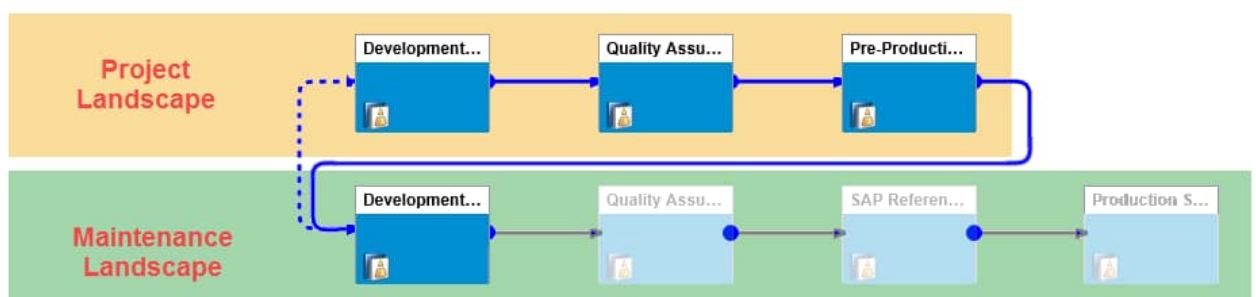 Project
Landscape
Development...
Quality Assu...
Pre-Producti...
Maintenance
Landscape
Development...
Quality Assu...
SAP Referen...
Production S...